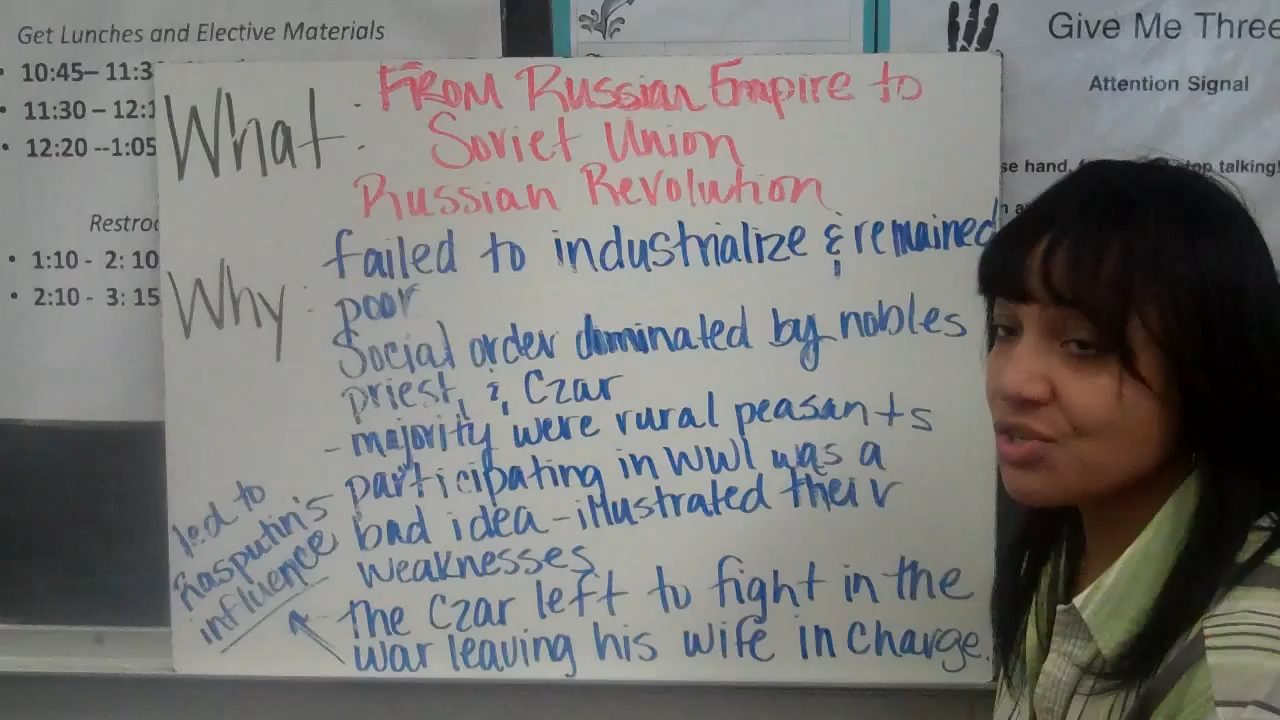 Get Lunches and Elective Materials
• 10:45– 11:3
• 11:30 – 12:1
• 12:20 --1:05
Restro
• 1:10 - 2: 10
• 2:10 - 3: 15
Give Me Three
Attention Signal
se hand,
top talking!
What:
From Russian Empire to
Soviet Union
Russian Revolution
Why:
failed to industrialize & remained
poor
Social order dominated by nobles
priest, &, Czar
- majority were rural peasants
participating in WWI was a
bad idea - illustrated their
weaknesses
- the Czar left to fight in the
war leaving his wife in charge.
led to
Rasputin's
influence